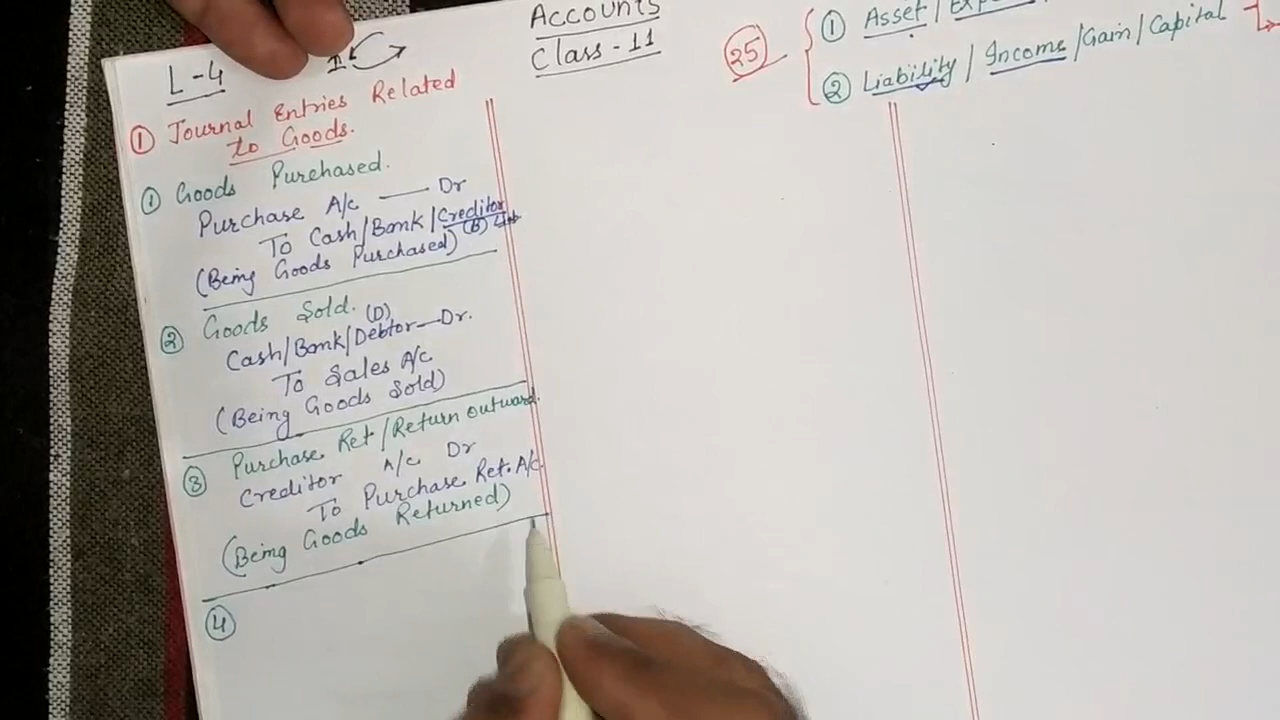 Accounts
Class - 11
L-4
① Journal Entries Related
to Goods.
① Goods Purchased.
Purchase A/c —— Dr
To Cash/Bank/Creditor
(B) Liab
(Being Goods Purchased)
② Goods Sold.
(D)
Cash/Bank/Debtor—Dr.
To Sales A/c
(Being Goods Sold)
③ Purchase Ret/Return outward.
Creditor A/c Dr
To Purchase Ret. A/c.
(Being Goods Returned)
④
25
① Asset/
② Liability/Income/Gain/Capital